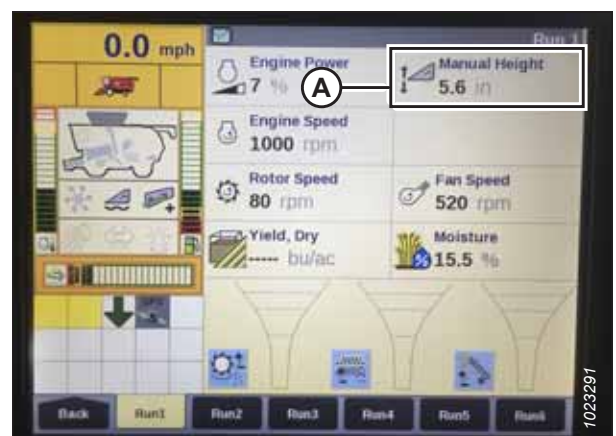 0.0 mph
Run 1
Engine Power
7 %
A
Manual Height
5.6 in
Engine Speed
1000 rpm
Rotor Speed
80 rpm
Fan Speed
520 rpm
Yield, Dry
----- bu/ac
Moisture
15.5 %
Back Run1 Run2 Run3 Run4 Run5 Run6
1023291